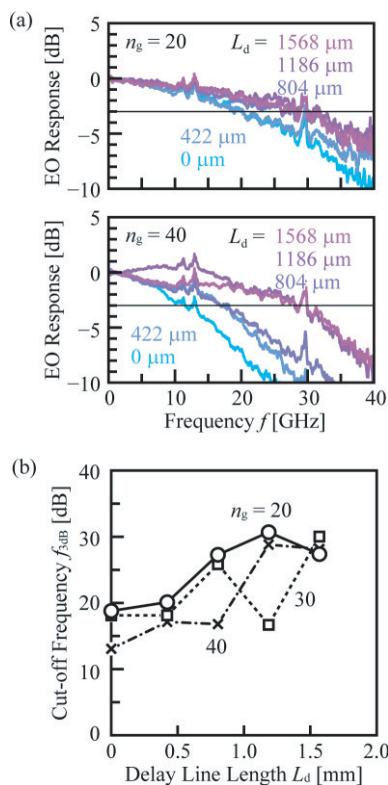 (a)
n_g = 20 L_d = 1568 μm
1186 μm
804 μm
422 μm
0 μm
EO Response [dB]
5
0
−5
−10
n_g = 40 L_d = 1568 μm
1186 μm
804 μm
422 μm
0 μm
EO Response [dB]
5
0
−5
−10
0 10 20 30 40
Frequency f [GHz]
(b)
Cut-off Frequency f_3dB [dB]
40
30
20
10
0
n_g = 20
30
40
0 0.5 1.0 1.5 2.0
Delay Line Length L_d [mm]